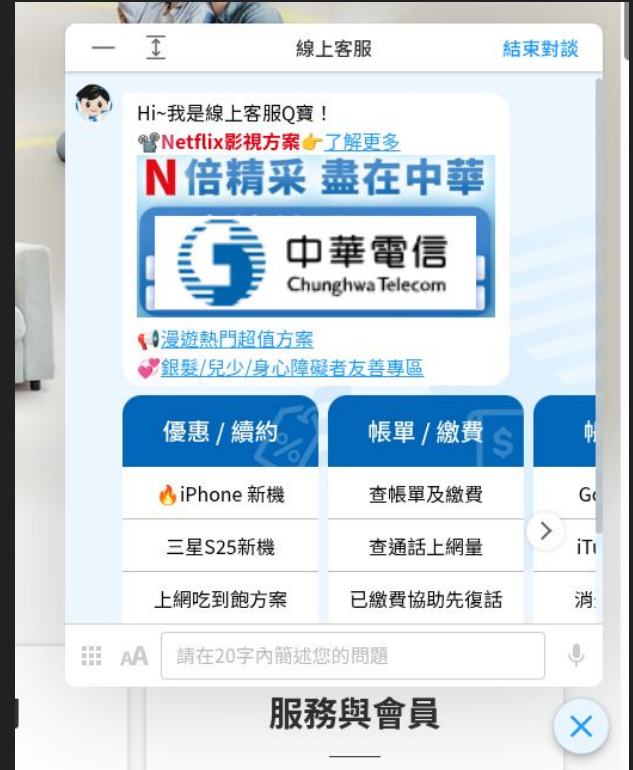 線上客服
結束對談
Hi~我是線上客服Q寶！
Netflix影視方案👉了解更多
N倍精采 盡在中華
中華電信
Chunghwa Telecom
漫遊熱門超值方案
銀髮/兒少/身心障礙者友善專區
優惠 / 續約
帳單 / 繳費
🔥iPhone 新機
查帳單及繳費
三星S25新機
查通話上網量
上網吃到飽方案
已繳費協助先復話
AA
請在20字內簡述您的問題
服務與會員